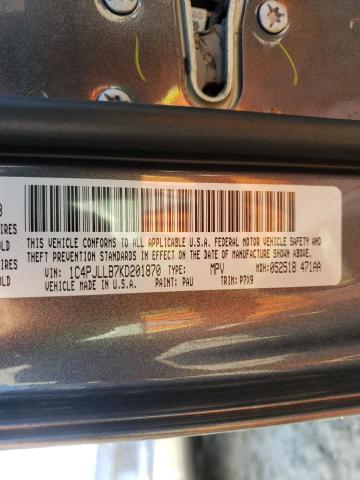 THIS VEHICLE CONFORMS TO ALL APPLICABLE U.S.A. FEDERAL MOTOR VEHICLE SAFETY AND
THEFT PREVENTION STANDARDS IN EFFECT ON THE DATE OF MANUFACTURE SHOWN ABOVE.
VIN: 1C4PJLLB7KD201870 TYPE: MPV MDH: 052518 471AA
VEHICLE MADE IN U.S.A. PAINT: PAU TRIM: P7X9